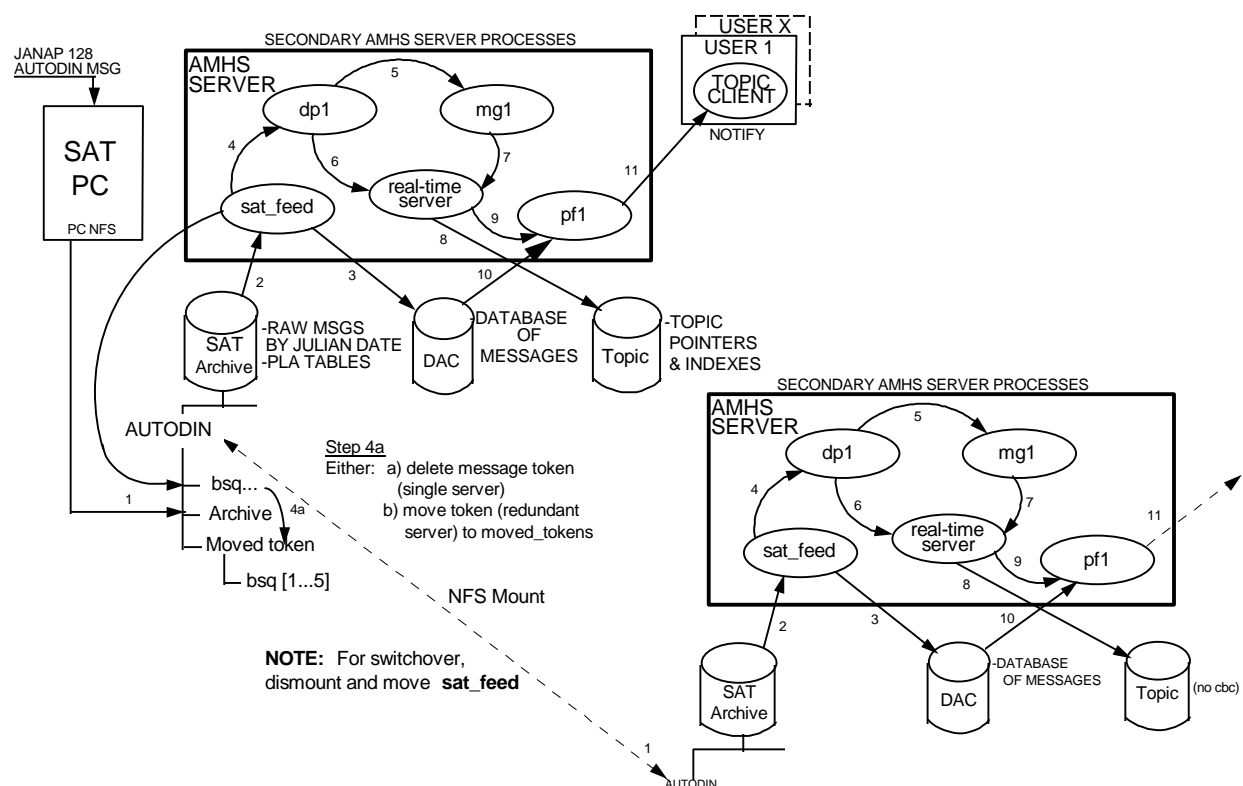 USER X
USER 1
TOPIC
CLIENT
NOTIFY
SECONDARY AMHS SERVER PROCESSES
JANAP 128
AUTODIN MSG
SAT
PC
PC NFS
AMHS
SERVER
dp1
5
mg1
4
6
7
real-time
server
sat_feed
9
pf1
11
8
2
3
10
SAT
Archive
-RAW MSGS
BY JULIAN DATE
-PLA TABLES
DAC
-DATABASE
OF
MESSAGES
Topic
-TOPIC
POINTERS
& INDEXES
AUTODIN
1
bsq...
4a
Archive
Moved token
bsq [1...5]
Step 4a
Either: a) delete message token
(single server)
b) move token (redundant
server) to moved_tokens
NFS Mount
NOTE: For switchover,
dismount and move sat_feed
SECONDARY AMHS SERVER PROCESSES
AMHS
SERVER
dp1
5
mg1
4
6
7
real-time
server
sat_feed
9
pf1
11
8
2
3
10
SAT
Archive
DAC
-DATABASE
OF MESSAGES
Topic
(no cbc)
1
AUTODIN